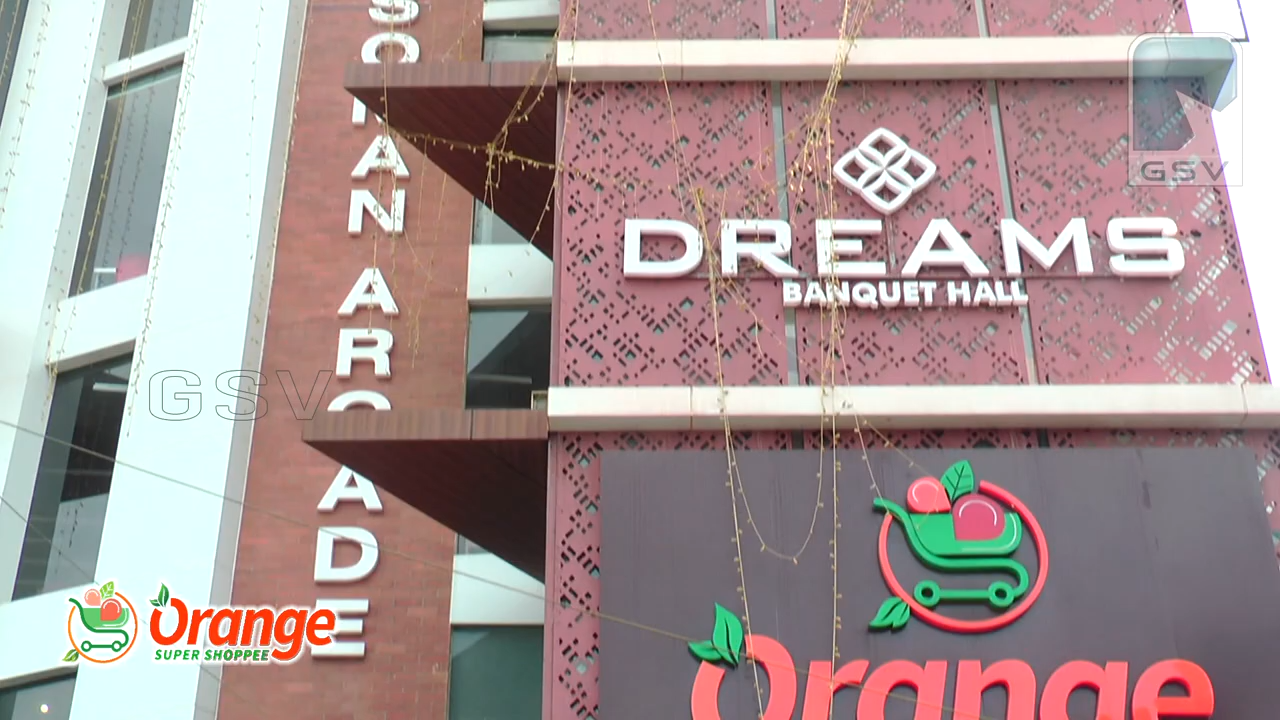 AN ARCADE
DREAMS
BANQUET HALL
GSV
GSV
Orange
Orange
SUPER SHOPPEE